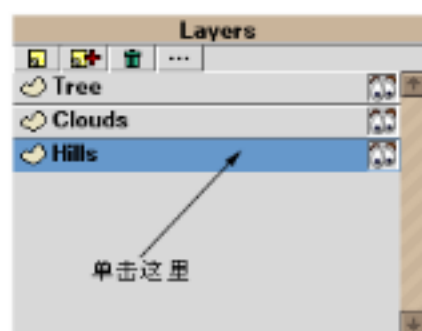 Layers
Tree
Clouds
Hills
单击这里